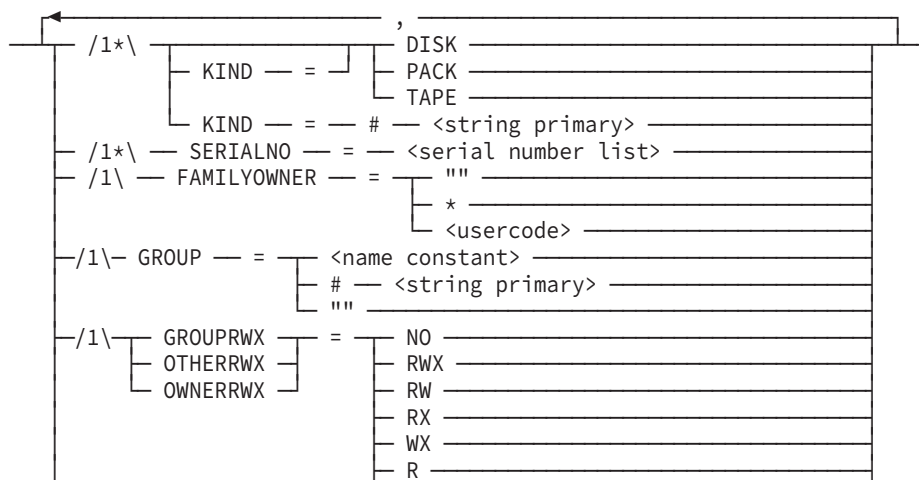 ,
/1*\ DISK
KIND = PACK
TAPE
KIND = # <string primary>
/1*\ SERIALNO = <serial number list>
/1\ FAMILYOWNER = ""
*
<usercode>
/1\ GROUP = <name constant>
# <string primary>
""
/1\ GROUPRWX = NO
OTHERRWX RWX
OWNERRWX RW
RX
WX
R